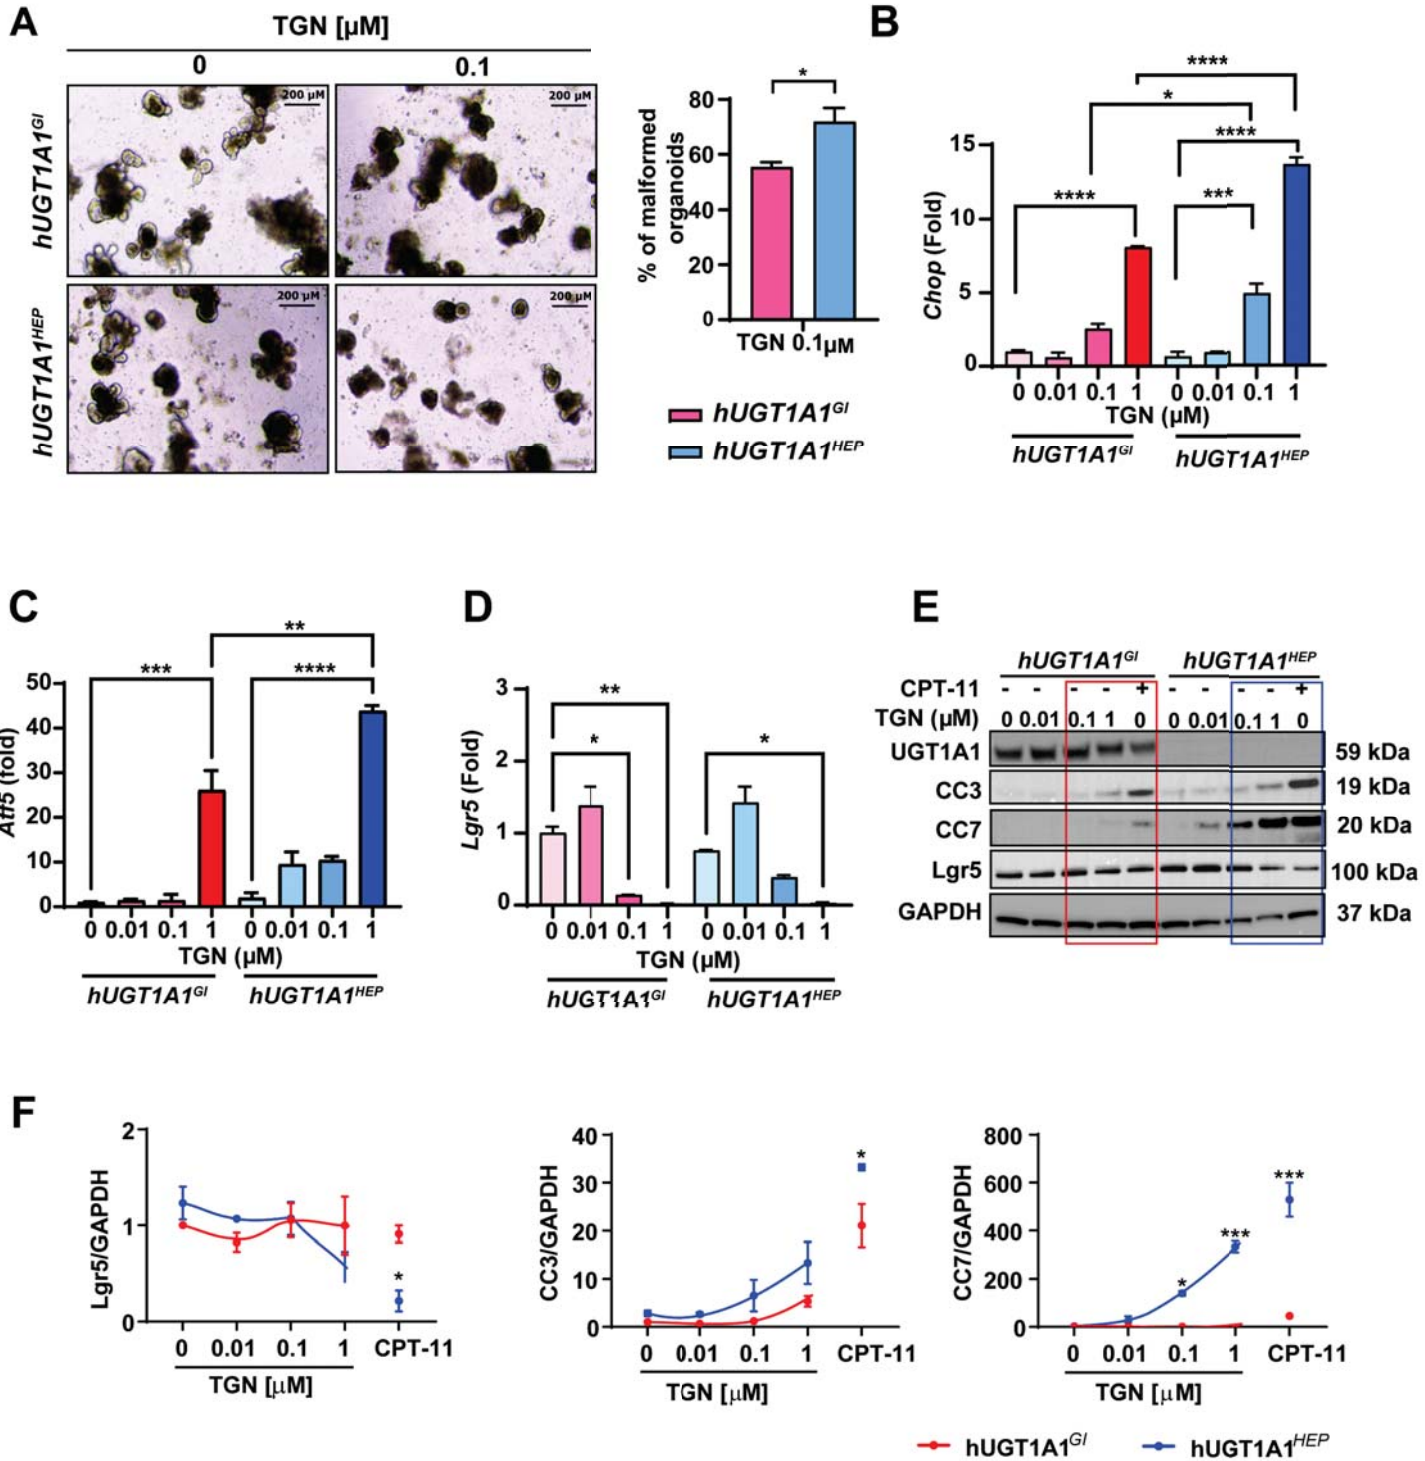 A
TGN [µM]
0
0.1
hUGT1A1GI
hUGT1A1HEP
200 µM
200 µM
200 µM
200 µM
% of malformed
organoids
80
60
40
20
0
*
TGN 0.1µM
hUGT1A1GI
hUGT1A1HEP
B
Chop (Fold)
15
10
5
0
****
*
****
****
***
0 0.01 0.1 1 0 0.01 0.1 1
TGN (µM)
hUGT1A1GI
hUGT1A1HEP
C
(fold)
50
40
30
20
10
0
**
***
****
0 0.01 0.1 1 0 0.01 0.1 1
TGN (µM)
hUGT1A1GI
hUGT1A1HEP
D
Lgr5 (Fold)
3
2
1
0
**
*
*
0 0.01 0.1 1 0 0.01 0.1 1
TGN (µM)
hUGT1A1GI
hUGT1A1HEP
E
hUGT1A1GI hUGT1A1HEP
CPT-11 - - - - + - - - - +
TGN (µM) 0 0.01 0.1 1 0 0 0.01 0.1 1 0
UGT1A1 59 kDa
CC3 19 kDa
CC7 20 kDa
Lgr5 100 kDa
GAPDH 37 kDa
F
Lgr5/GAPDH
2
1
0
*
0 0.01 0.1 1 CPT-11
TGN [µM]
CC3/GAPDH
40
30
20
10
0
*
0 0.01 0.1 1 CPT-11
TGN [µM]
CC7/GAPDH
800
600
400
200
0
*
***
***
0 0.01 0.1 1 CPT-11
TGN [µM]
hUGT1A1GI
hUGT1A1HEP